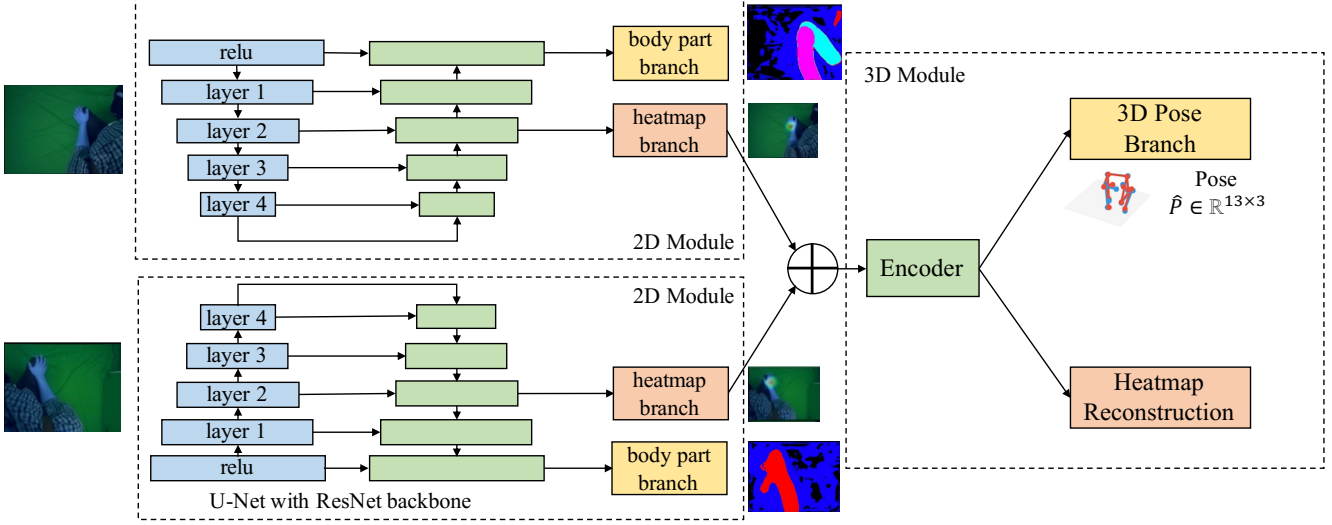 relu
layer 1
layer 2
layer 3
layer 4
body part
branch
heatmap
branch
2D Module
2D Module
layer 4
layer 3
layer 2
layer 1
relu
heatmap
branch
body part
branch
U-Net with ResNet backbone
3D Module
Encoder
3D Pose
Branch
Pose
P̂ ∈ ℝ^{13×3}
Heatmap
Reconstruction